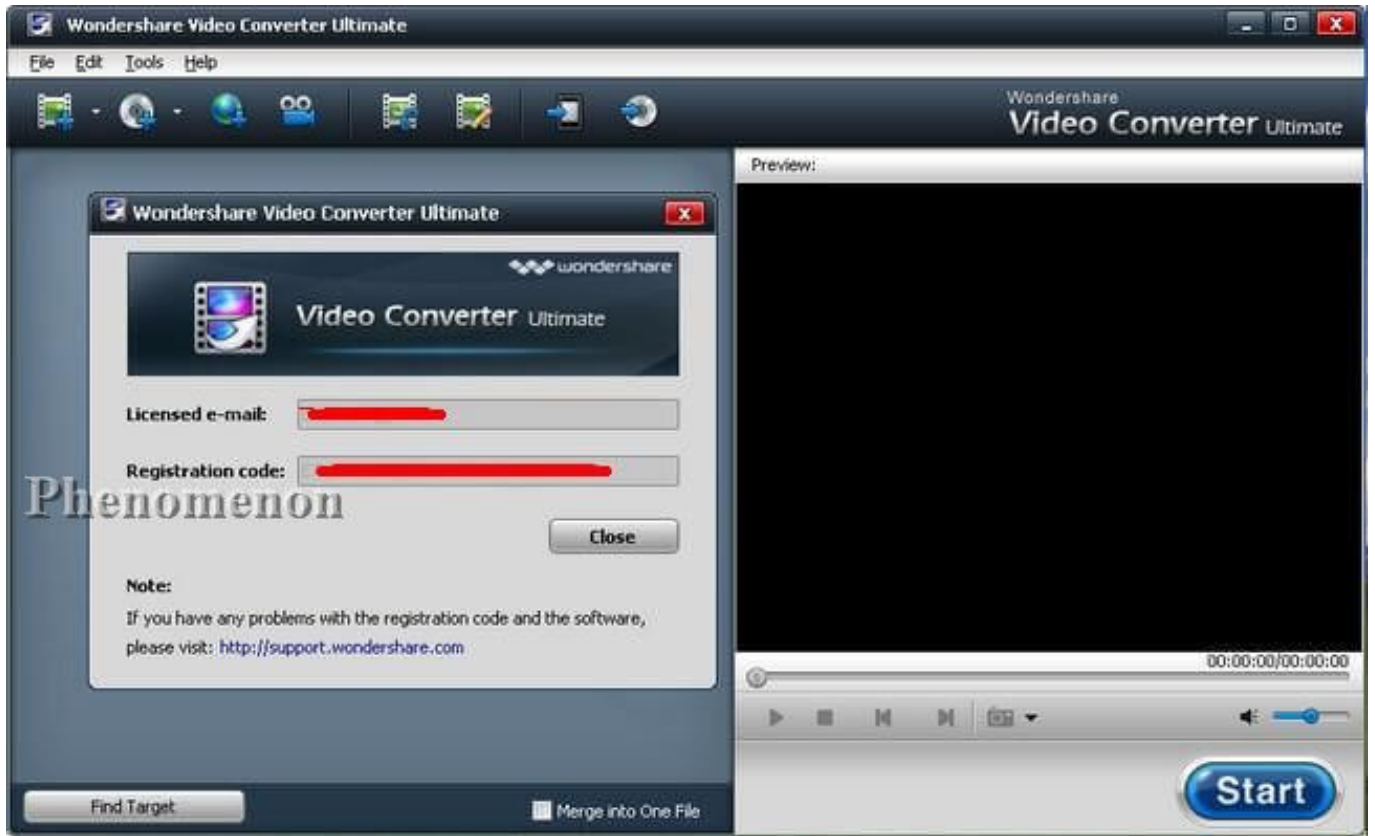 Wondershare Video Converter Ultimate
File Edit Tools Help
Wondershare
Video Converter Ultimate
Preview:
Wondershare Video Converter Ultimate
wondershare
Video Converter Ultimate
Licensed e-mail:
Registration code:
Phenomenon
Close
Note:
If you have any problems with the registration code and the software,
please visit: http://support.wondershare.com
00:00:00/00:00:00
Find Target
Merge into One File
Start